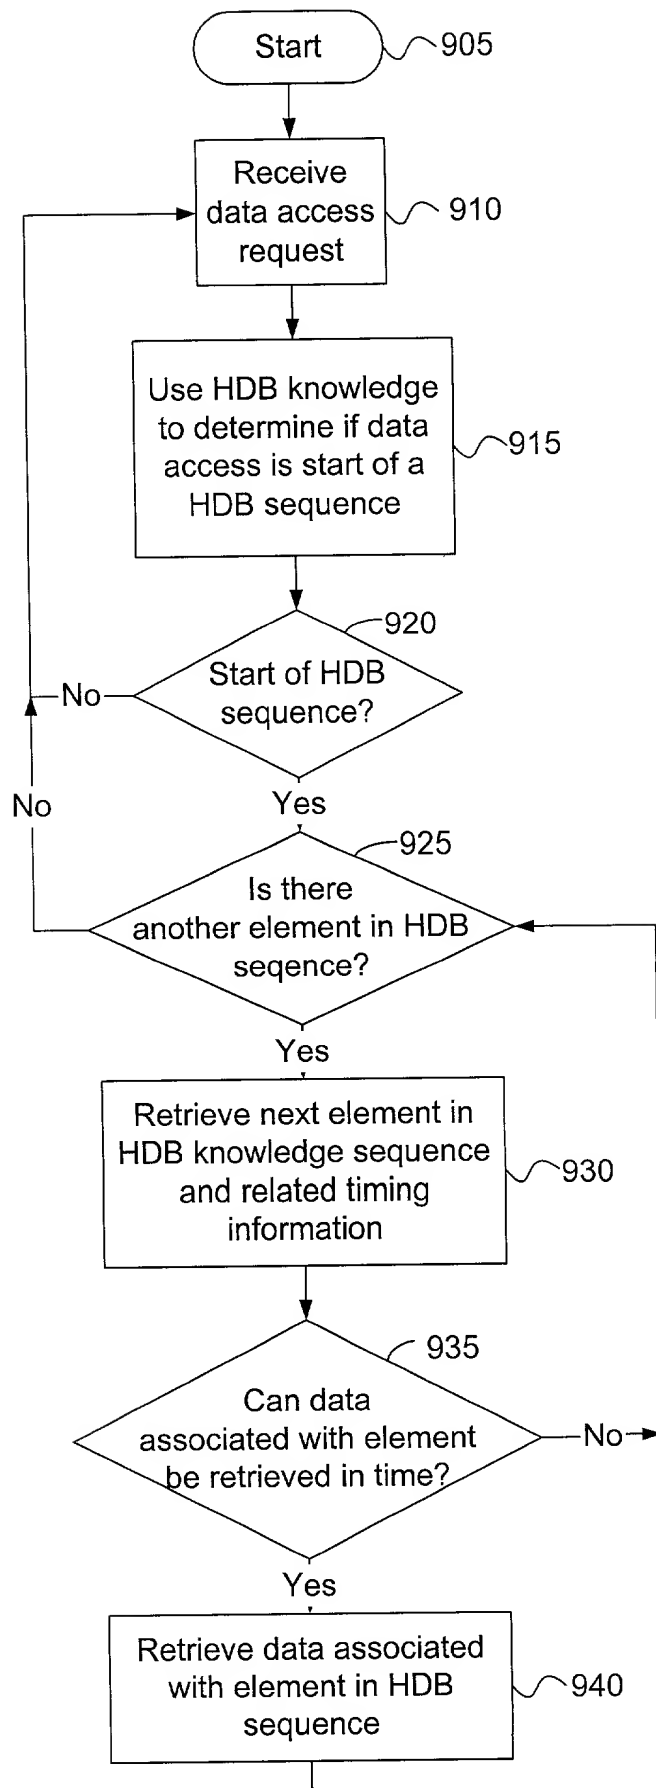 Start
905
Receive
data access
request
910
Use HDB knowledge
to determine if data
access is start of a
HDB sequence
915
920
Start of HDB
sequence?
No
No
Yes
925
Is there
another element in HDB
seqence?
Yes
Retrieve next element in
HDB knowledge sequence
and related timing
information
930
935
Can data
associated with element
be retrieved in time?
No
Yes
Retrieve data associated
with element in HDB
sequence
940